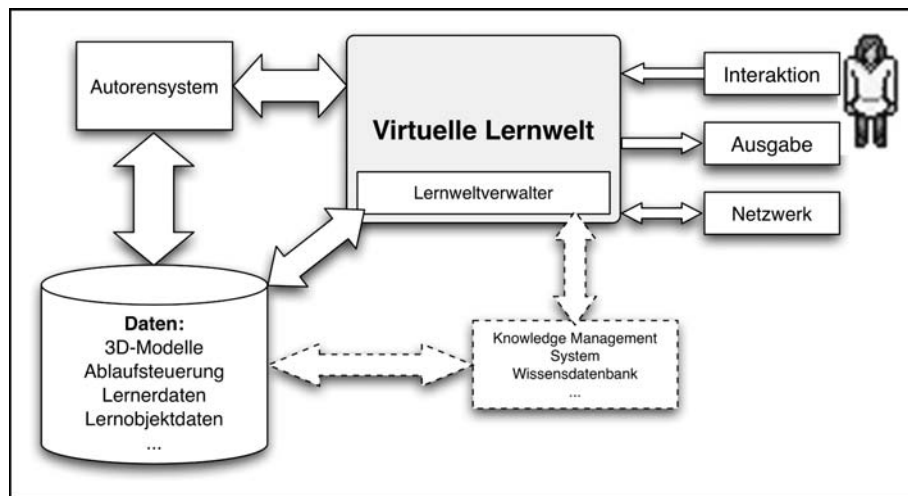 Autorensystem
Virtuelle Lernwelt
Lernweltverwalter
Interaktion
Ausgabe
Netzwerk
Daten:
3D-Modelle
Ablaufsteuerung
Lernerdaten
Lernobjektdaten
...
Knowledge Management
System
Wissensdatenbank
...